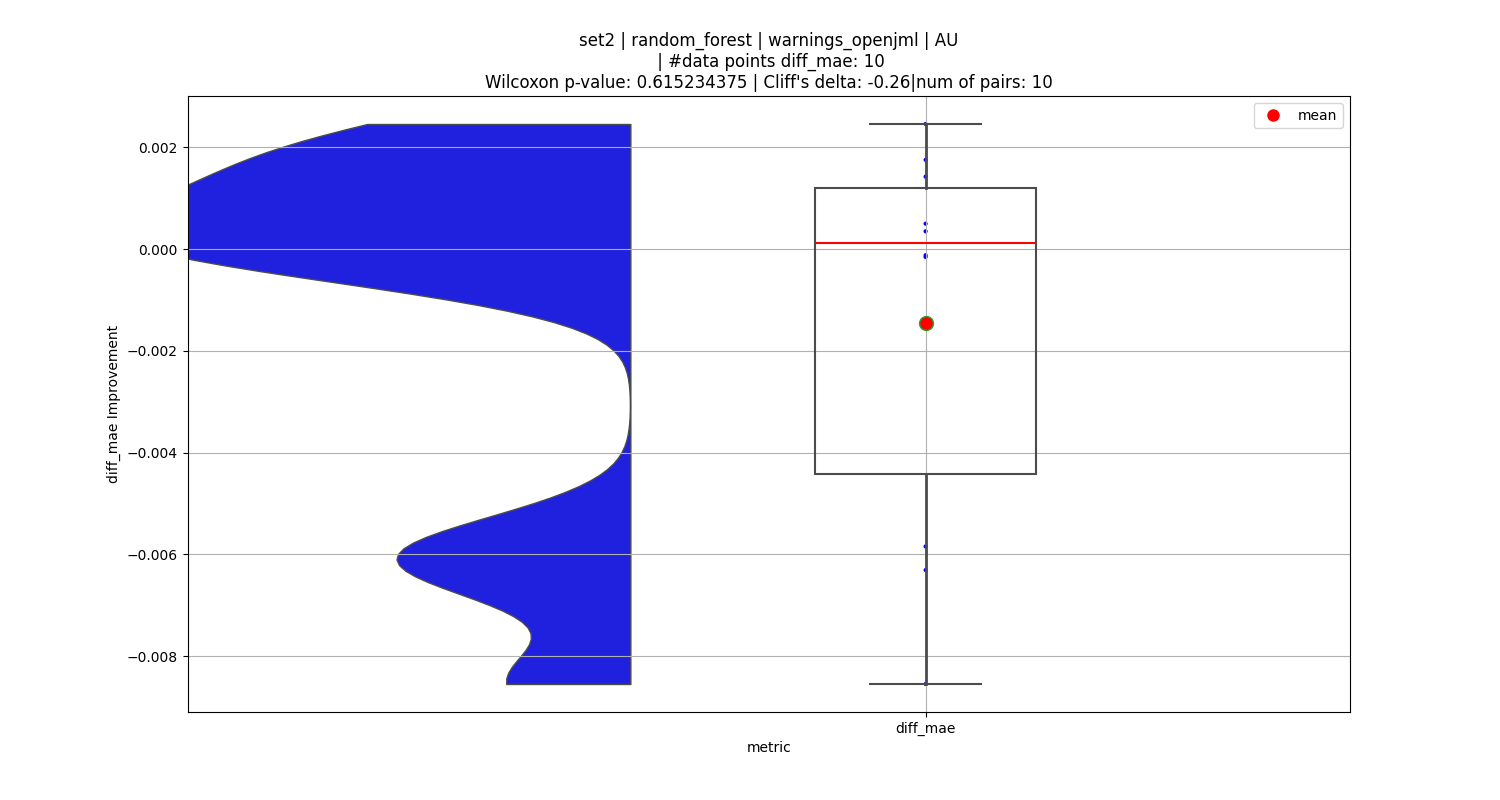 set2 | random_forest | warnings_openjml | AU
| #data points diff_mae: 10
Wilcoxon p-value: 0.615234375 | Cliff's delta: -0.26|num of pairs: 10
mean
0.002
0.000
−0.002
−0.004
−0.006
−0.008
diff_mae Improvement
diff_mae
metric